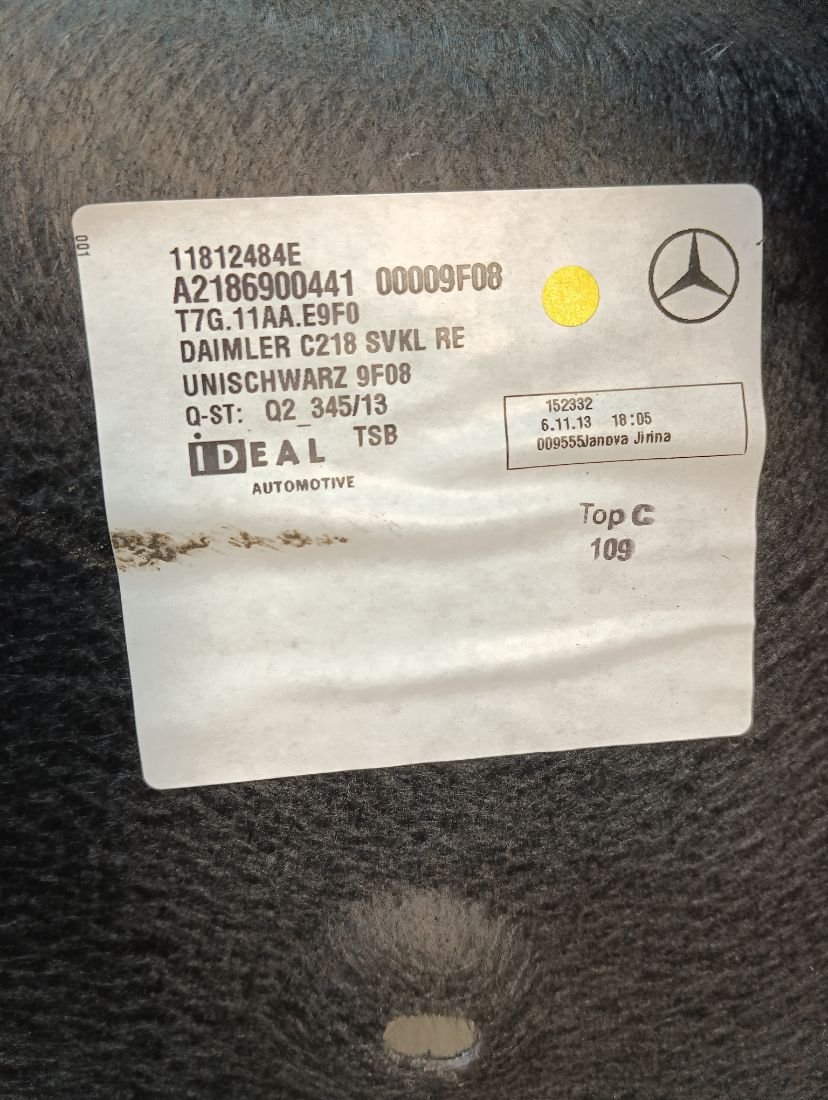 001
11812484E
A2186900441 00009F08
T7G.11AA.E9F0
DAIMLER C218 SVKL RE
UNISCHWARZ 9F08
Q-ST: Q2_345/13
TSB
iDEAL
AUTOMOTIVE
152332
6.11.13 18:05
009555Janova Jirina
Top C
109